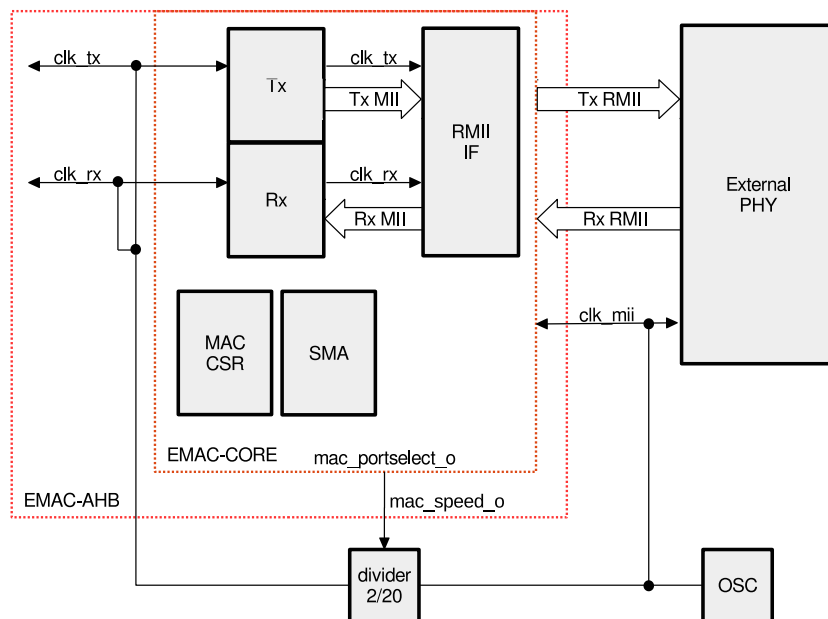 clk_tx
Tx
clk_tx
Tx MII
RMII
IF
Tx RMII
External
PHY
clk_rx
Rx
clk_rx
Rx MII
Rx RMII
clk_mii
MAC
CSR
SMA
EMAC-CORE
mac_portselect_o
EMAC-AHB
mac_speed_o
divider
2/20
OSC